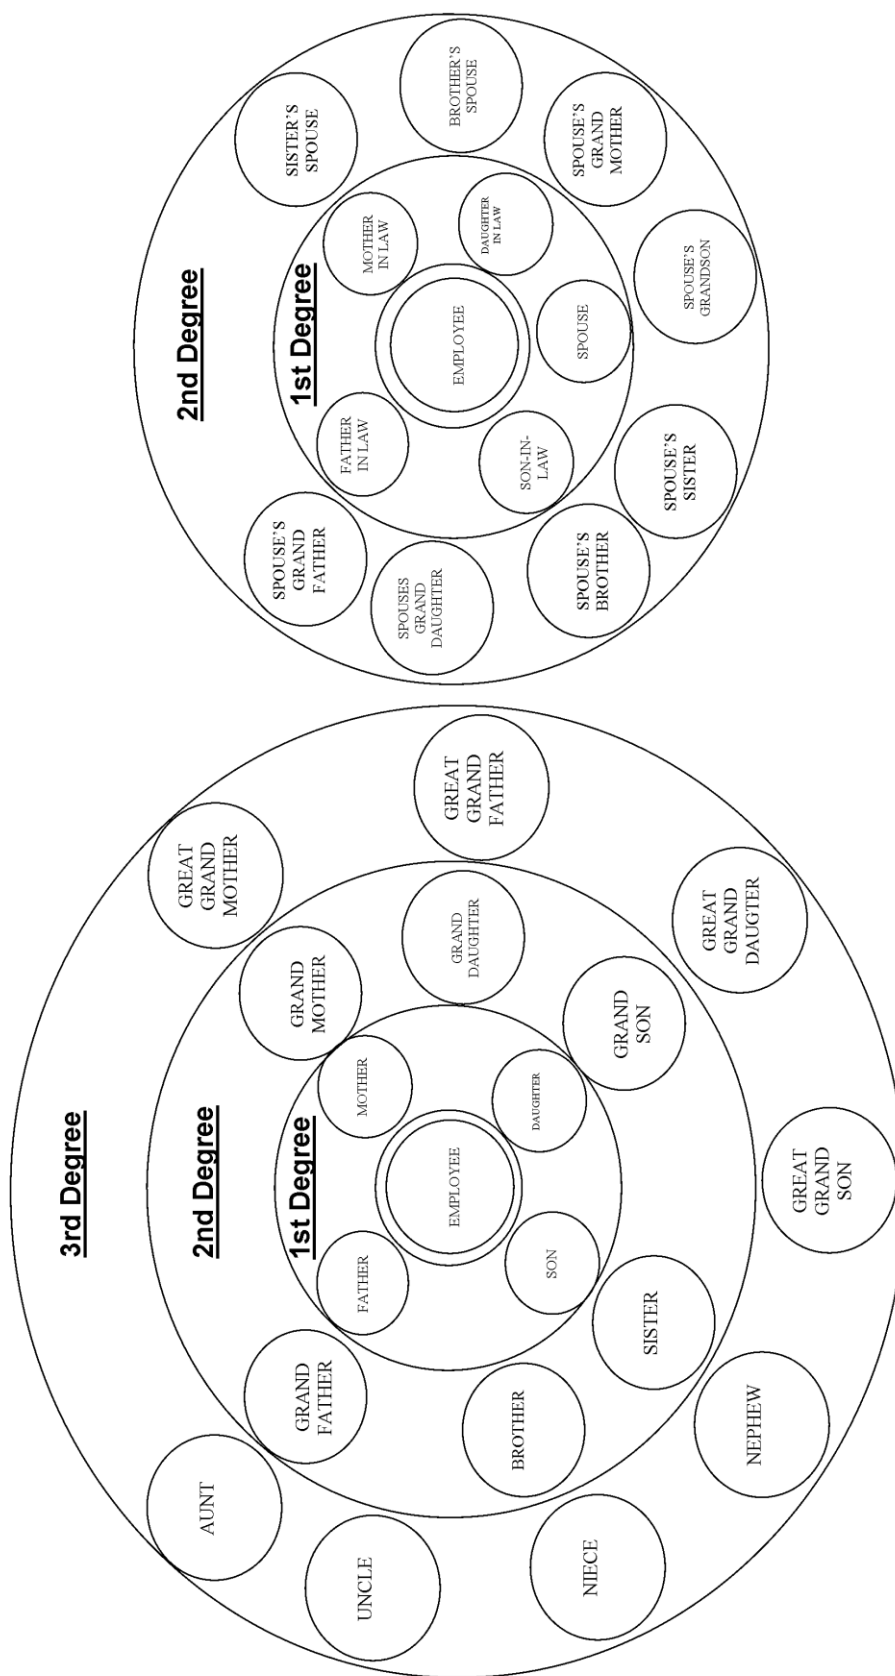 3rd Degree
AUNT
GREAT
GRAND
MOTHER
2nd Degree
GRAND
FATHER
GRAND
MOTHER
1st Degree
FATHER
MOTHER
UNCLE
EMPLOYEE
GRAND
DAUGHTER
GREAT
GRAND
FATHER
BROTHER
SON
DAUGHTER
NIECE
SISTER
GRAND
SON
NEPHEW
GREAT
GRAND
DAUGTER
GREAT
GRAND
SON
2nd Degree
SPOUSE'S
GRAND
FATHER
SISTER'S
SPOUSE
1st Degree
FATHER
IN LAW
MOTHER
IN LAW
SPOUSES
GRAND
DAUGHTER
EMPLOYEE
BROTHER'S
SPOUSE
SON-IN-
LAW
DAUGHTER
IN LAW
SPOUSE
SPOUSE'S
BROTHER
SPOUSE'S
GRAND
MOTHER
SPOUSE'S
SISTER
SPOUSE'S
GRANDSON